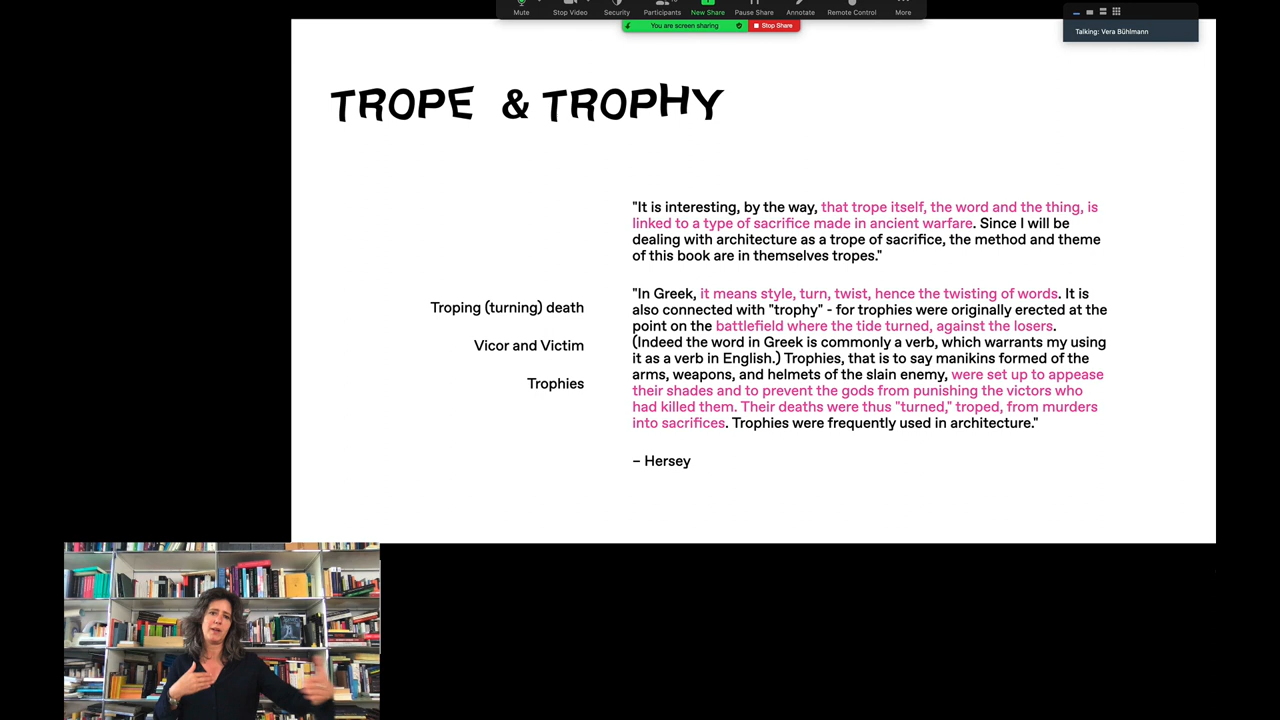 Mute
Stop Video
Security
Participants
New Share
Pause Share
Annotate
Remote Control
More
You are screen sharing
Stop Share
Talking: Vera Bühlmann
TROPE & TROPHY
"It is interesting, by the way, that trope itself, the word and the thing, is
linked to a type of sacrifice made in ancient warfare. Since I will be
dealing with architecture as a trope of sacrifice, the method and theme
of this book are in themselves tropes."
Troping (turning) death
Vicor and Victim
Trophies
"In Greek, it means style, turn, twist, hence the twisting of words. It is
also connected with "trophy" - for trophies were originally erected at the
point on the battlefield where the tide turned, against the losers.
(Indeed the word in Greek is commonly a verb, which warrants my using
it as a verb in English.) Trophies, that is to say manikins formed of the
arms, weapons, and helmets of the slain enemy, were set up to appease
their shades and to prevent the gods from punishing the victors who
had killed them. Their deaths were thus "turned," troped, from murders
into sacrifices. Trophies were frequently used in architecture."
– Hersey